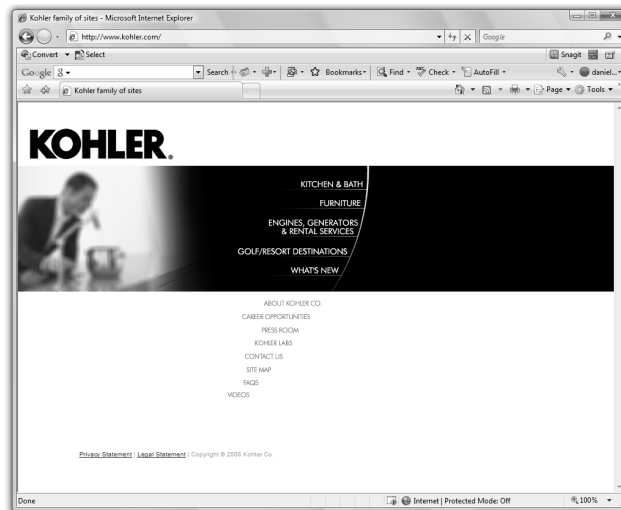 Kohler family of sites - Microsoft Internet Explorer
http://www.kohler.com/
Google
Convert Select
Snagit
Google
Search Bookmarks Find Check AutoFill daniel...
Kohler family of sites
Page Tools
KOHLER®
KITCHEN & BATH
FURNITURE
ENGINES, GENERATORS
& RENTAL SERVICES
GOLF/RESORT DESTINATIONS
WHAT'S NEW
ABOUT KOHLER CO.
CAREER OPPORTUNITIES
PRESS ROOM
KOHLER LABS
CONTACT US
SITE MAP
FAQS
VIDEOS
Privacy Statement | Legal Statement | Copyright © 2008 Kohler Co.
Done
Internet | Protected Mode: Off
100%